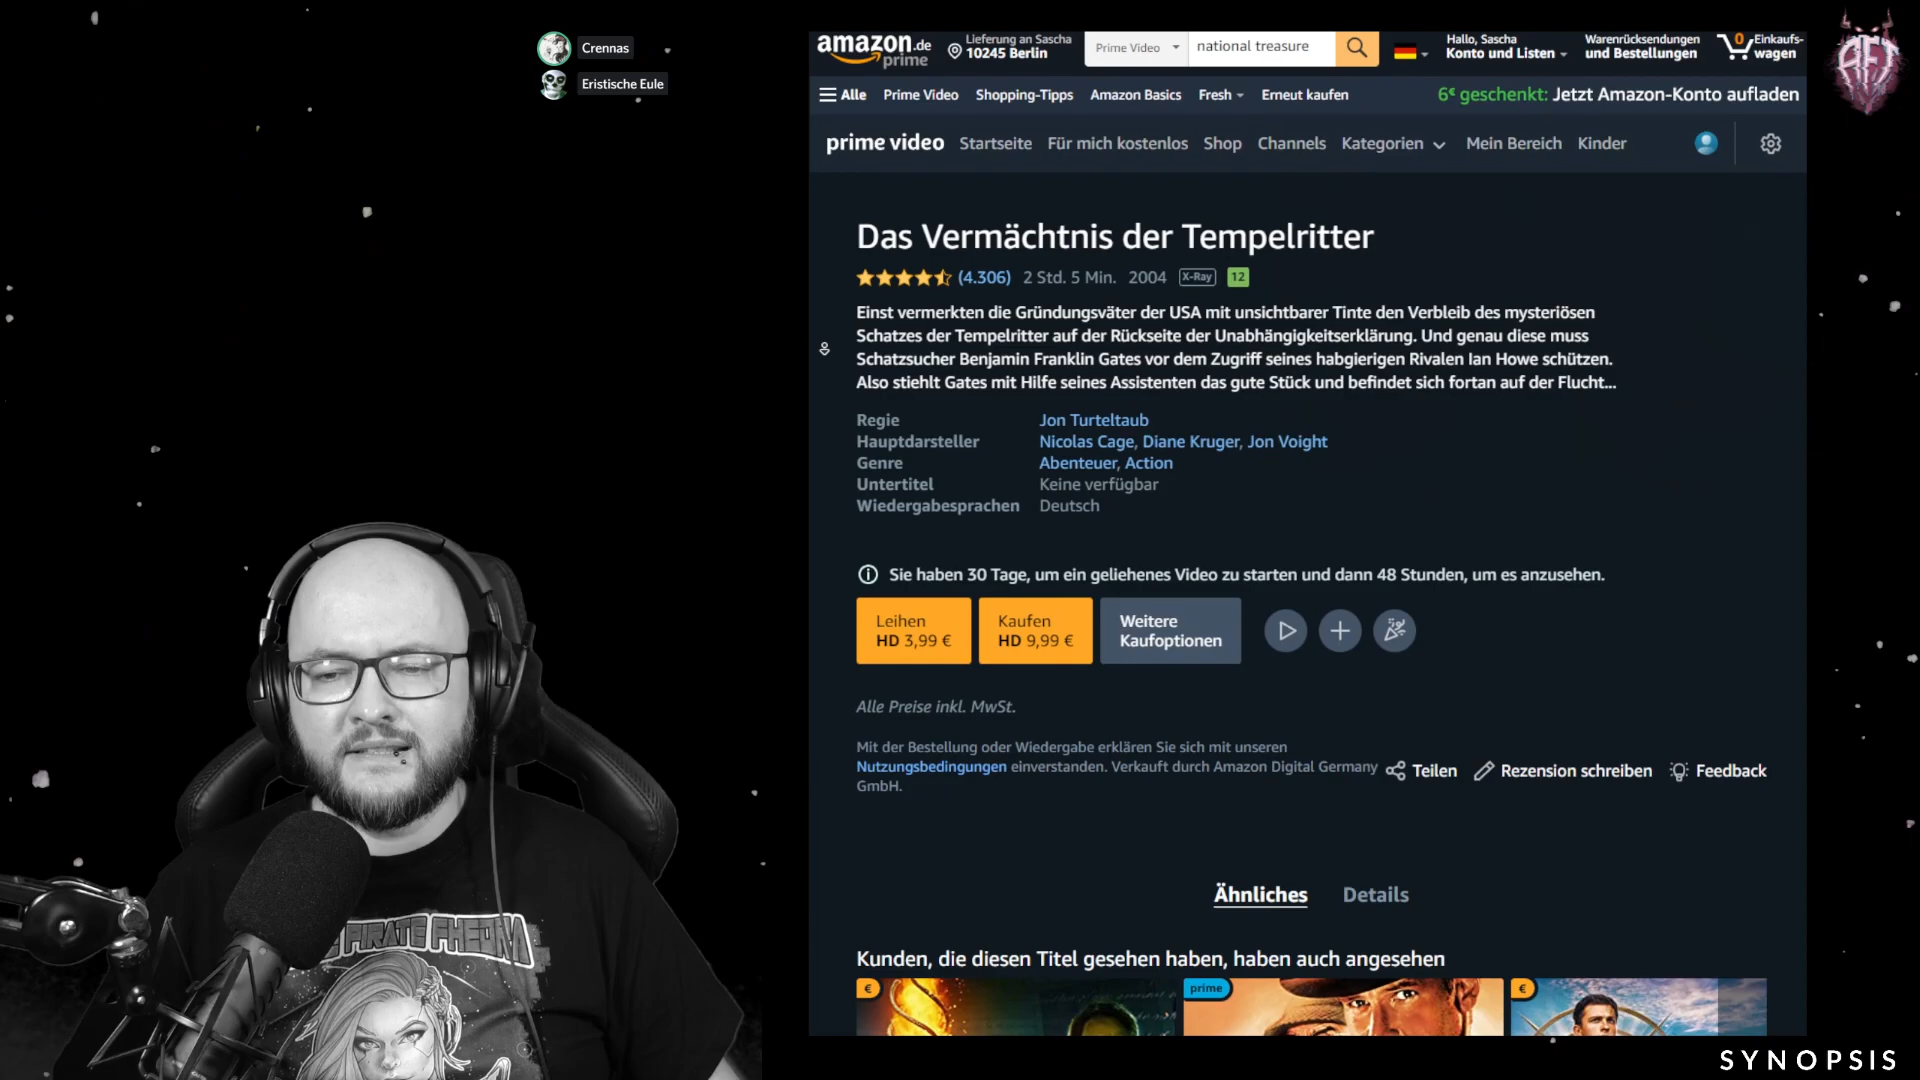 Crennas
Eristische Eule
amazon.de
prime
Lieferung an Sascha
10245 Berlin
Prime Video
national treasure
Hallo, Sascha
Konto und Listen
Warenrücksendungen
und Bestellungen
0
Einkaufs-
wagen
Alle
Prime Video
Shopping-Tipps
Amazon Basics
Fresh
Erneut kaufen
6€ geschenkt: Jetzt Amazon-Konto aufladen
prime video
Startseite
Für mich kostenlos
Shop
Channels
Kategorien
Mein Bereich
Kinder
Das Vermächtnis der Tempelritter
(4.306) 2 Std. 5 Min. 2004 X-Ray 12
Einst vermerkten die Gründungsväter der USA mit unsichtbarer Tinte den Verbleib des mysteriösen
Schatzes der Tempelritter auf der Rückseite der Unabhängigkeitserklärung. Und genau diese muss
Schatzsucher Benjamin Franklin Gates vor dem Zugriff seines habgierigen Rivalen Ian Howe schützen.
Also stiehlt Gates mit Hilfe seines Assistenten das gute Stück und befindet sich fortan auf der Flucht...
Regie Jon Turteltaub
Hauptdarsteller Nicolas Cage, Diane Kruger, Jon Voight
Genre Abenteuer, Action
Untertitel Keine verfügbar
Wiedergabesprachen Deutsch
Sie haben 30 Tage, um ein geliehenes Video zu starten und dann 48 Stunden, um es anzusehen.
Leihen
HD 3,99 €
Kaufen
HD 9,99 €
Weitere
Kaufoptionen
Alle Preise inkl. MwSt.
Mit der Bestellung oder Wiedergabe erklären Sie sich mit unseren
Nutzungsbedingungen einverstanden. Verkauft durch Amazon Digital Germany
GmbH.
Teilen
Rezension schreiben
Feedback
Ähnliches
Details
Kunden, die diesen Titel gesehen haben, haben auch angesehen
€
prime
€
PIRATE FHEDRA
SYNOPSIS